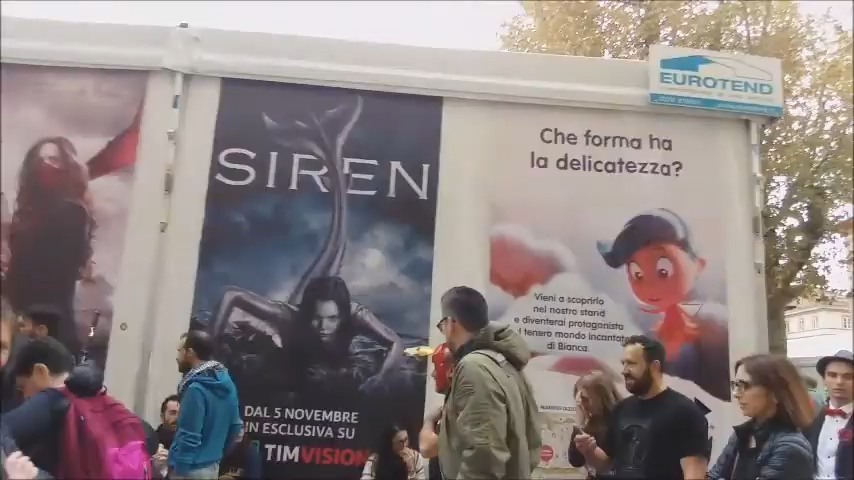 EUROTEND
SIREN
Che forma ha
la delicatezza?
Vieni a scoprirlo
nel nostro stand
e diventerai protagonista
tenero mondo incantato
di Bianca.
DAL 5 NOVEMBRE
IN ESCLUSIVA SU
TIMVISION